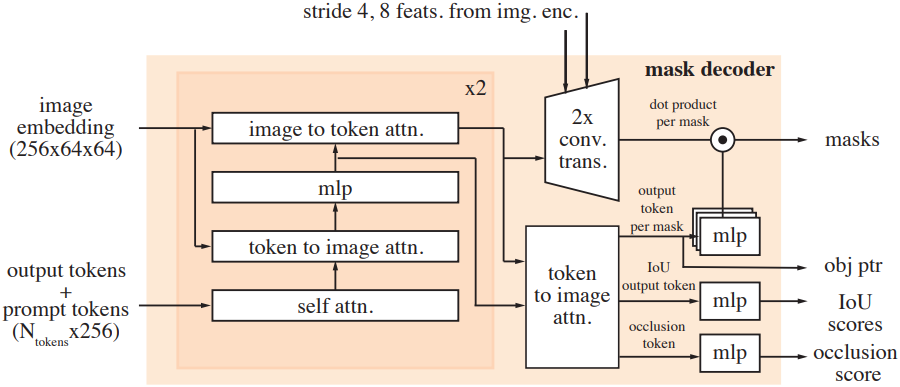 stride 4, 8 feats. from img. enc.
mask decoder
x2
image
embedding
(256x64x64)
image to token attn.
mlp
token to image attn.
self attn.
output tokens
+
prompt tokens
(N_tokens x256)
2x
conv.
trans.
dot product
per mask
masks
output
token
per mask
mlp
obj ptr
token
to image
attn.
IoU
output token
mlp
IoU
scores
occlusion
token
mlp
occlusion
score